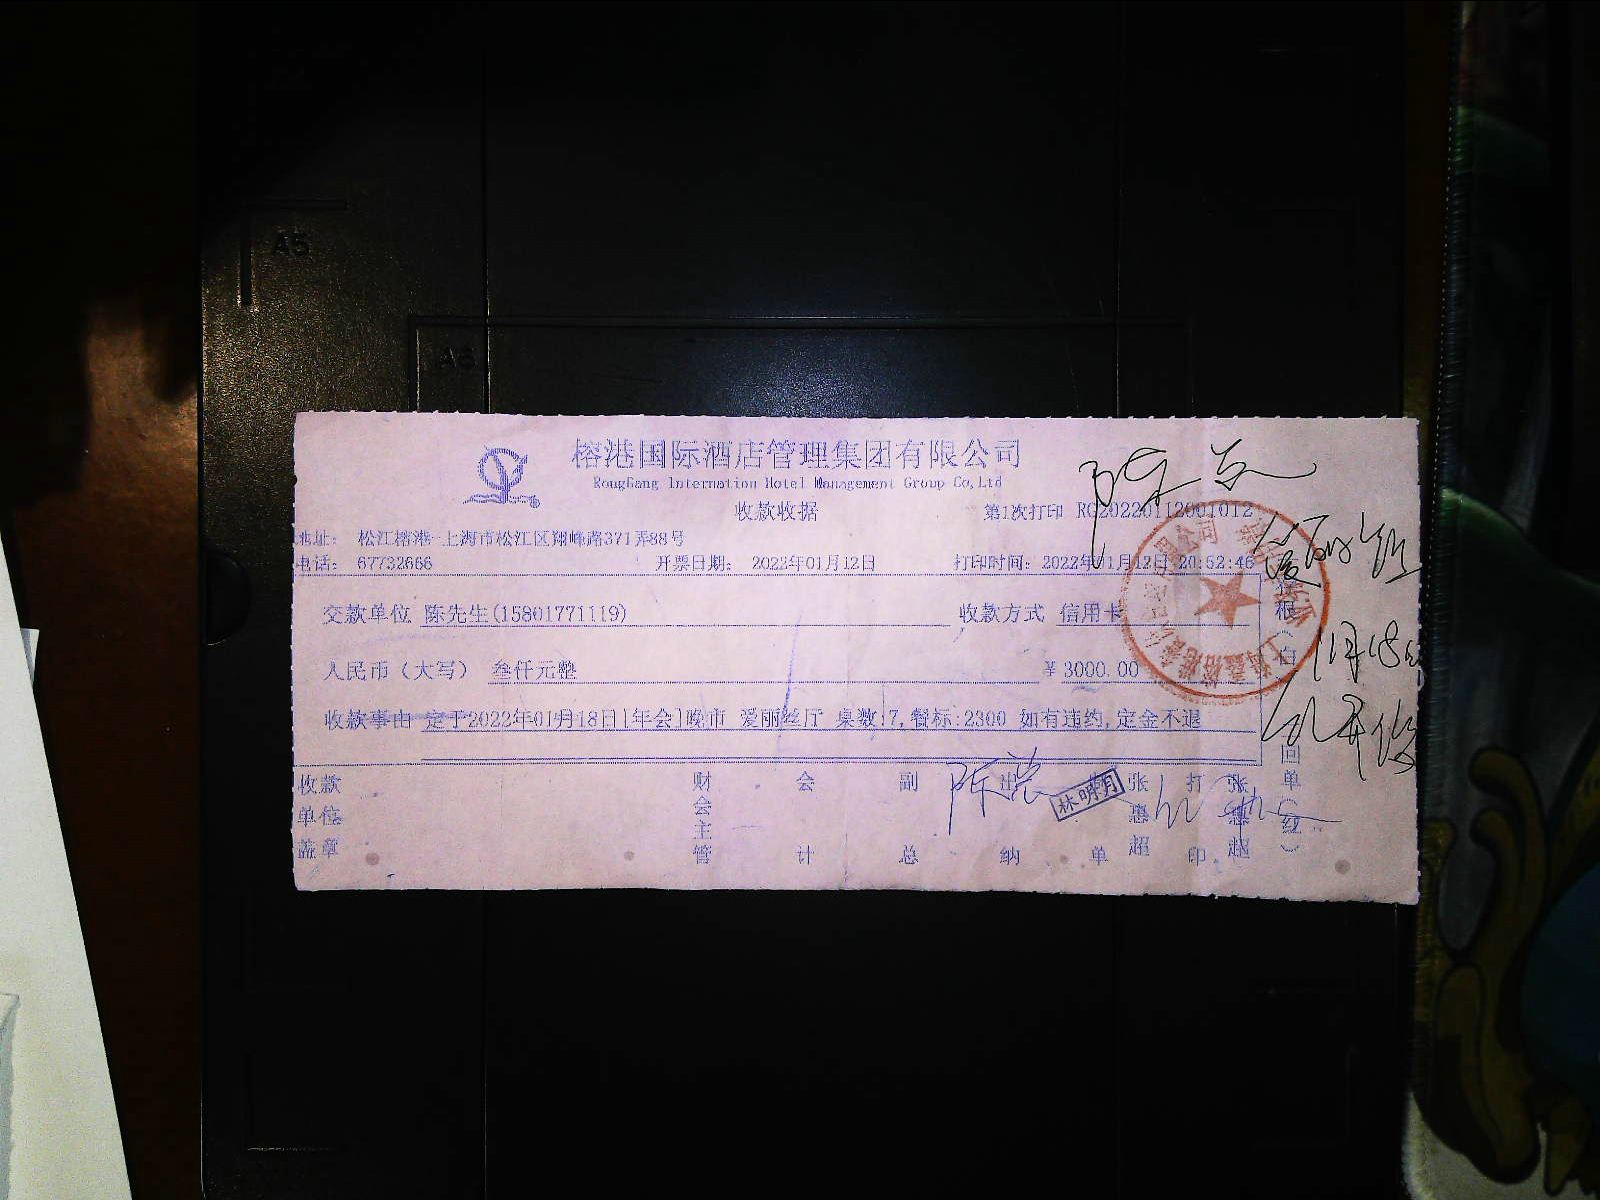 A5
A6
榕港国际酒店管理集团有限公司
RongGang Internation Hotel Management Group Co,Ltd
收款收据
第1次打印 RG20220112001012
地址： 松江榕港-上海市松江区翔峰路371弄88号
电话： 67732666
开票日期： 2022年01月12日
打印时间：2022年01月12日 20:52:46
交款单位 陈先生(15801771119)
收款方式 信用卡
人民币（大写） 叁仟元整
￥3000.00
收款事由 定于2022年01月18日[年会]晚市 爱丽丝厅 桌数:7,餐标:2300 如有违约,定金不退
收款单位盖章
财会主管
会计
副总
出纳
林明月
单
张惠超
打印
张惠超
回单（红）